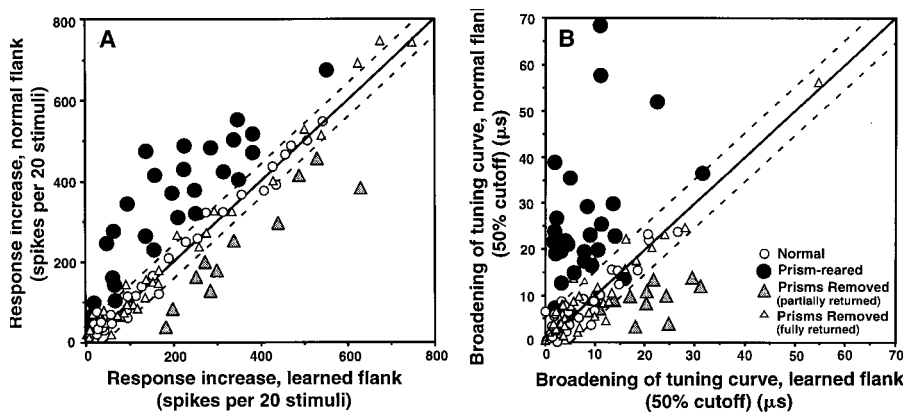 A
Response increase, normal flank
(spikes per 20 stimuli)
800
600
400
200
0
0
200
400
600
800
Response increase, learned flank
(spikes per 20 stimuli)
B
Broadening of tuning curve, normal flank
(50% cutoff) (µs)
70
60
50
40
30
20
10
0
0
10
20
30
40
50
60
70
Broadening of tuning curve, learned flank
(50% cutoff) (µs)
Normal
Prism-reared
Prisms Removed
(partially returned)
Prisms Removed
(fully returned)